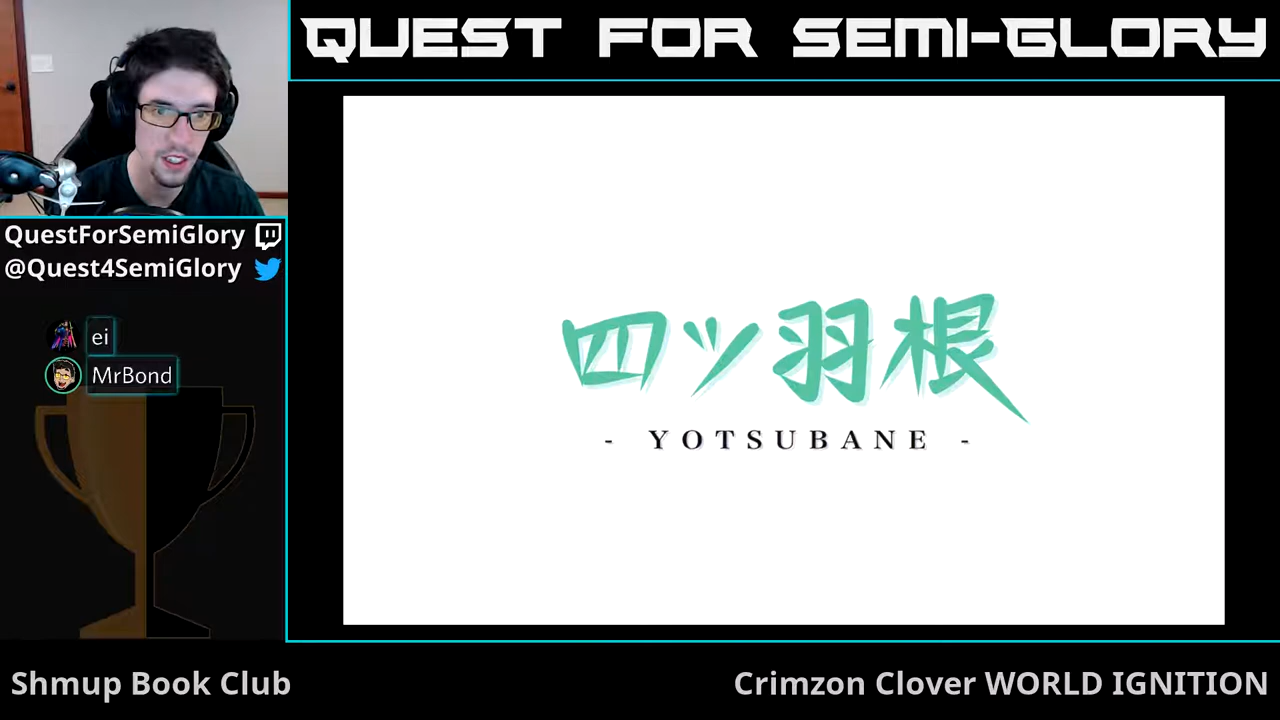 QUEST FOR SEMI-GLORY
QuestForSemiGlory
@Quest4SemiGlory
ei
MrBond
四ツ羽根
- YOTSUBANE -
Shmup Book Club
Crimzon Clover WORLD IGNITION